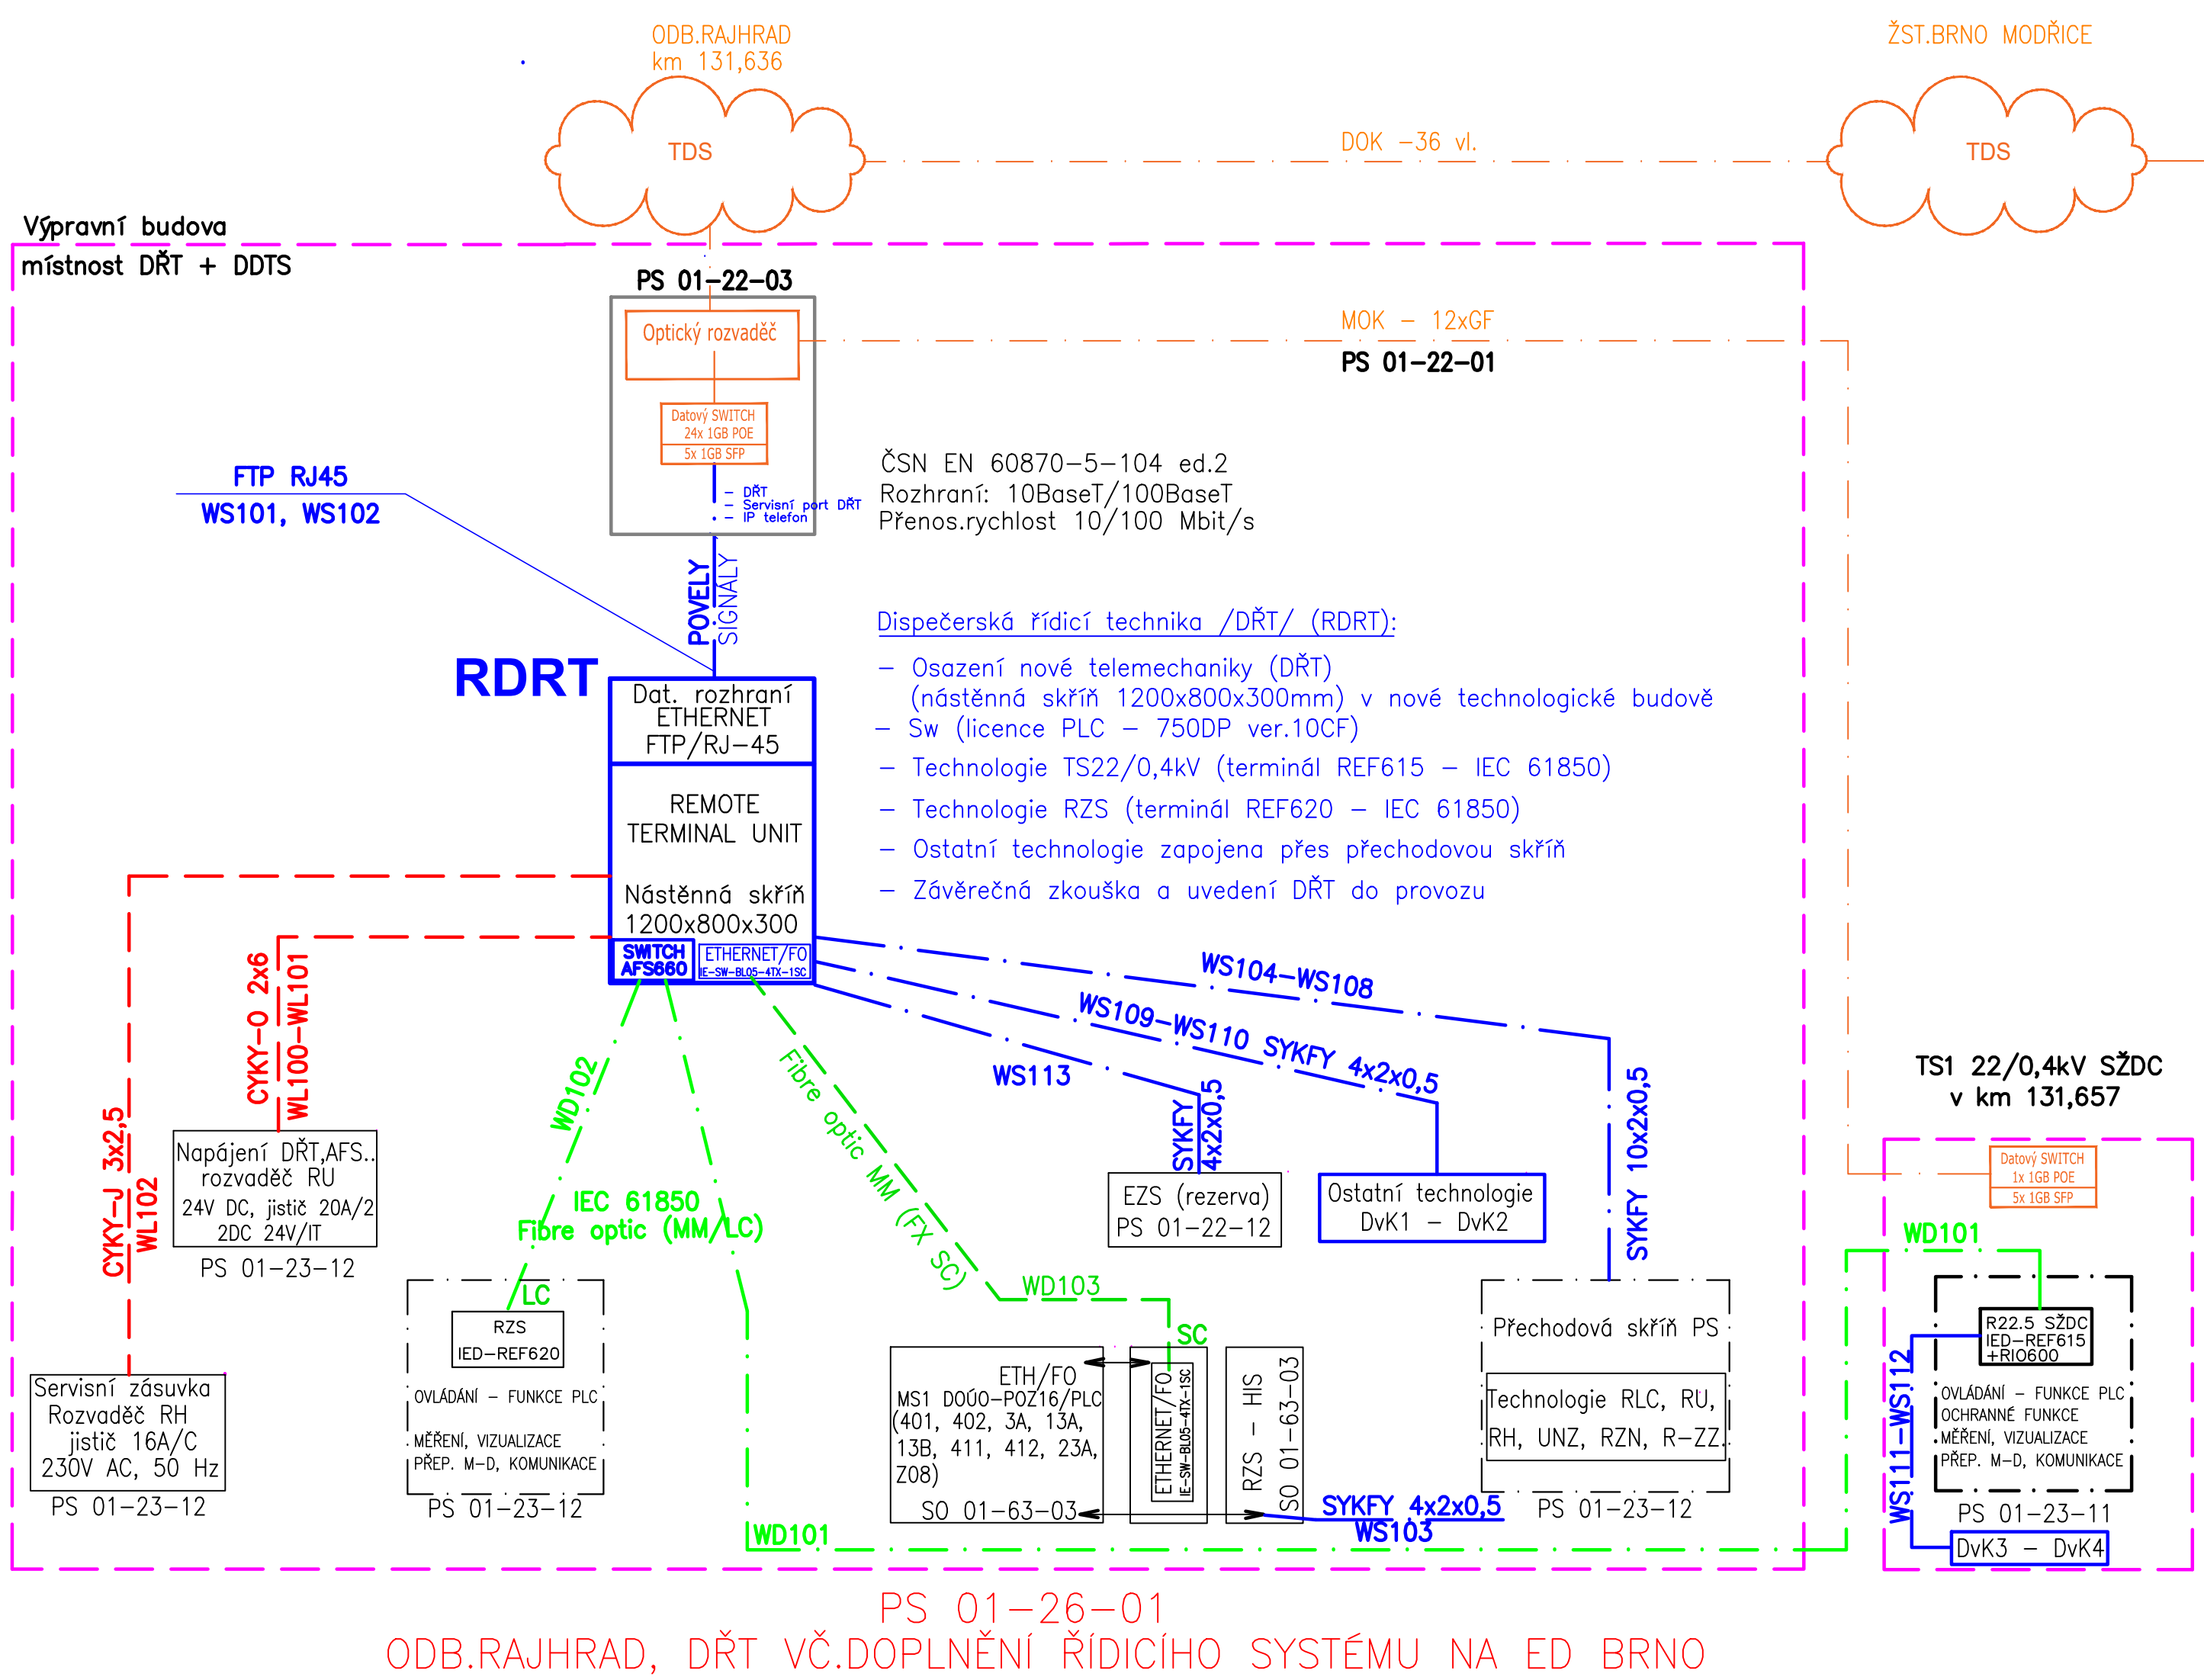 ODB.RAJHRAD
km 131,636
ŽST.BRNO MODŘICE
TDS
DOK -36 vl.
TDS
Výpravní budova
místnost DŘT + DDTS
PS 01-22-03
Optický rozvaděč
MOK - 12xGF
PS 01-22-01
Datový SWITCH
24x 1GB POE
5x 1GB SFP
- DŘT
- Servisní port DŘT
- IP telefon
FTP RJ45
WS101, WS102
ČSN EN 60870-5-104 ed.2
Rozhraní: 10BaseT/100BaseT
Přenos.rychlost 10/100 Mbit/s
POVELY
SIGNÁLY
RDRT
Dat. rozhraní
ETHERNET
FTP/RJ-45
REMOTE
TERMINAL UNIT
Nástěnná skříň
1200x800x300
SWITCH
AFS660
ETHERNET/FO
IE-SW-BL05-4TX-1SC
Dispečerská řídicí technika /DŘT/ (RDRT):
- Osazení nové telemechaniky (DŘT)
(nástěnná skříň 1200x800x300mm) v nové technologické budově
- Sw (licence PLC - 750DP ver.10CF)
- Technologie TS22/0,4kV (terminál REF615 - IEC 61850)
- Technologie RZS (terminál REF620 - IEC 61850)
- Ostatní technologie zapojena přes přechodovou skříň
- Závěrečná zkouška a uvedení DŘT do provozu
CYKY-O 2x6
WL100-WL101
CYKY-J 3x2,5
WL102
WD102
Fibre optic MM (FX SC)
WS104-WS108
WS109-WS110 SYKFY 4x2x0,5
WS113
SYKFY
4x2x0,5
SYKFY 10x2x0,5
TS1 22/0,4kV SŽDC
v km 131,657
Napájení DŘT,AFS..
rozvaděč RU
24V DC, jistič 20A/2
2DC 24V/IT
PS 01-23-12
IEC 61850
Fibre optic (MM/LC)
EZS (rezerva)
PS 01-22-12
Ostatní technologie
DvK1 - DvK2
Datový SWITCH
1x 1GB POE
5x 1GB SFP
WD101
LC
WD103
SC
RZS
IED-REF620
OVLÁDÁNÍ - FUNKCE PLC
MĚŘENÍ, VIZUALIZACE
PŘEP. M-D, KOMUNIKACE
PS 01-23-12
Servisní zásuvka
Rozvaděč RH
jistič 16A/C
230V AC, 50 Hz
PS 01-23-12
ETH/FO
MS1 DOÚO-POZ16/PLC
(401, 402, 3A, 13A,
13B, 411, 412, 23A,
Z08)
SO 01-63-03
ETHERNET/FO
IE-SW-BL05-4TX-1SC
RZS - HIS
SO 01-63-03
SYKFY 4x2x0,5
WS103
Přechodová skříň PS
Technologie RLC, RU,
RH, UNZ, RZN, R-ZZ.
PS 01-23-12
R22.5 SŽDC
IED-REF615
+RIO600
OVLÁDÁNÍ - FUNKCE PLC
OCHRANNÉ FUNKCE
MĚŘENÍ, VIZUALIZACE
PŘEP. M-D, KOMUNIKACE
PS 01-23-11
WS111-WS112
DvK3 - DvK4
WD101
PS 01-26-01
ODB.RAJHRAD, DŘT VČ.DOPLNĚNÍ ŘÍDICÍHO SYSTÉMU NA ED BRNO